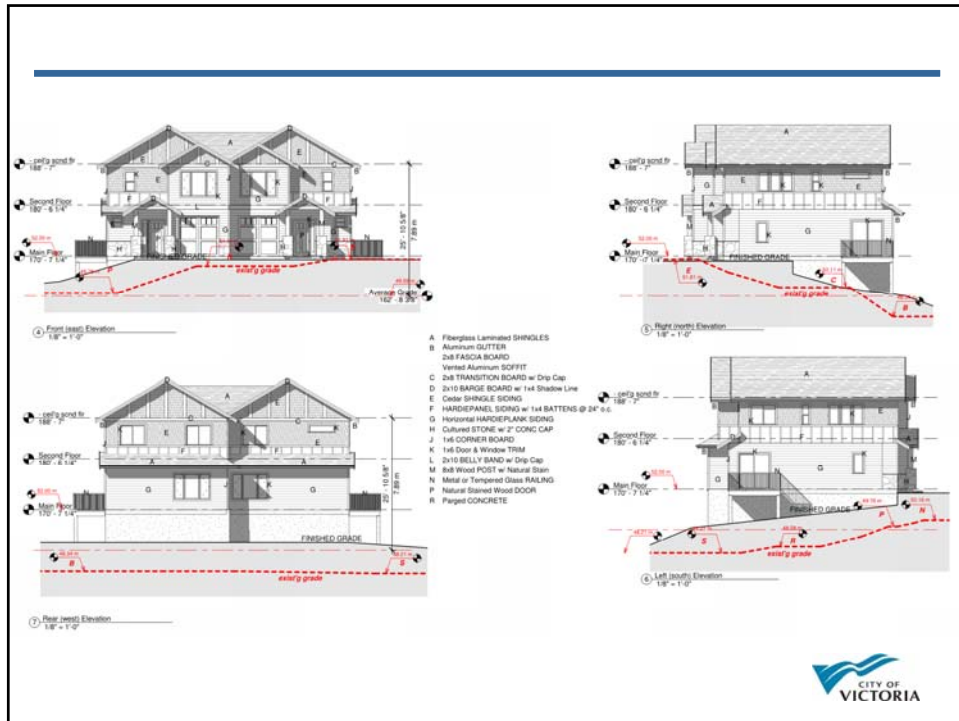 - ceil'g scnd flr
188' - 7"
Second Floor
180' - 6 1/4"
Main Floor
170' - 7 1/4"
FINISHED GRADE
exist'g grade
Average Grade
162' - 8 3/8"
25' - 10 5/8"
7.89 m
4 Front (east) Elevation
1/8" = 1'-0"
- ceil'g scnd flr
188' - 7"
Second Floor
180' - 6 1/4"
Main Floor
170' - 7 1/4"
FINISHED GRADE
exist'g grade
E
C
B
5 Right (north) Elevation
1/8" = 1'-0"
A Fiberglass Laminated SHINGLES
B Aluminum GUTTER
2x8 FASCIA BOARD
Vented Aluminum SOFFIT
C 2x8 TRANSITION BOARD w/ Drip Cap
D 2x10 BARGE BOARD w/ 1x4 Shadow Line
E Cedar SHINGLE SIDING
F HARDIEPANEL SIDING w/ 1x4 BATTENS @ 24" o.c.
G Horizontal HARDIEPLANK SIDING
H Cultured STONE w/ 2" CONC CAP
J 1x6 CORNER BOARD
K 1x6 Door & Window TRIM
L 2x10 BELLY BAND w/ Drip Cap
M 8x8 Wood POST w/ Natural Stain
N Metal or Tempered Glass RAILING
P Natural Stained Wood DOOR
R Parged CONCRETE
- ceil'g scnd flr
188' - 7"
Second Floor
180' - 6 1/4"
Main Floor
170' - 7 1/4"
25' - 10 5/8"
7.89 m
FINISHED GRADE
B
exist'g grade
S
7 Rear (west) Elevation
1/8" = 1'-0"
- ceil'g scnd flr
188' - 7"
Second Floor
180' - 6 1/4"
Main Floor
170' - 7 1/4"
FINISHED GRADE
S
R
P
N
exist'g grade
6 Left (south) Elevation
1/8" = 1'-0"
CITY OF
VICTORIA